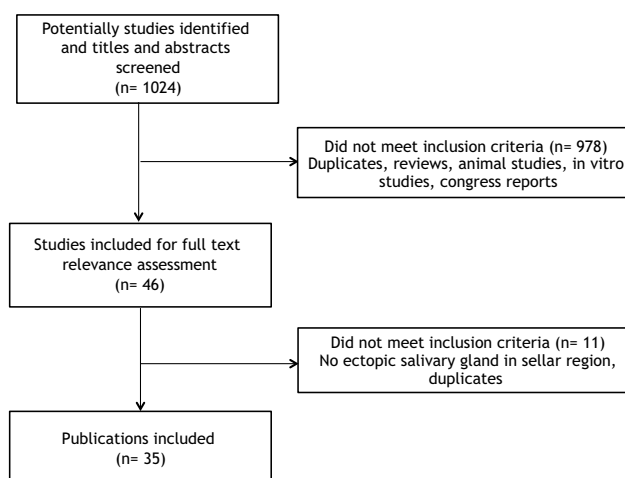 Potentially studies identified
and titles and abstracts
screened
(n= 1024)
Did not meet inclusion criteria (n= 978)
Duplicates, reviews, animal studies, in vitro
studies, congress reports
Studies included for full text
relevance assessment
(n= 46)
Did not meet inclusion criteria (n= 11)
No ectopic salivary gland in sellar region,
duplicates
Publications included
(n= 35)